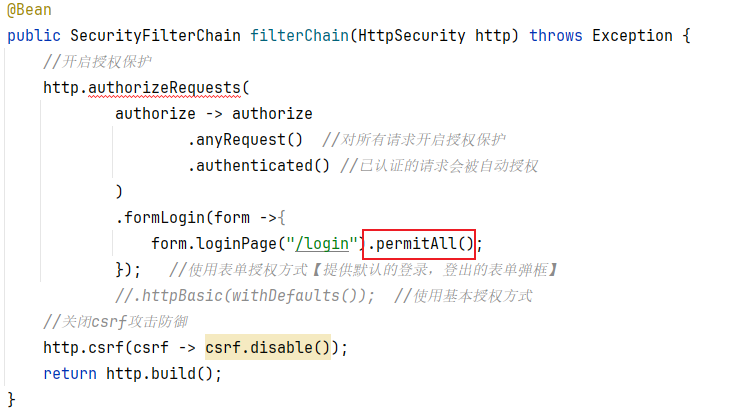 @Bean
public SecurityFilterChain filterChain(HttpSecurity http) throws Exception {
//开启授权保护
http.authorizeRequests(
authorize -> authorize
.anyRequest()  //对所有请求开启授权保护
.authenticated() //已认证的请求会被自动授权
)
.formLogin(form ->{
form.loginPage("/login").permitAll();
});   //使用表单授权方式【提供默认的登录，登出的表单弹框】
//.httpBasic(withDefaults());  //使用基本授权方式
//关闭csrf攻击防御
http.csrf(csrf -> csrf.disable());
return http.build();
}